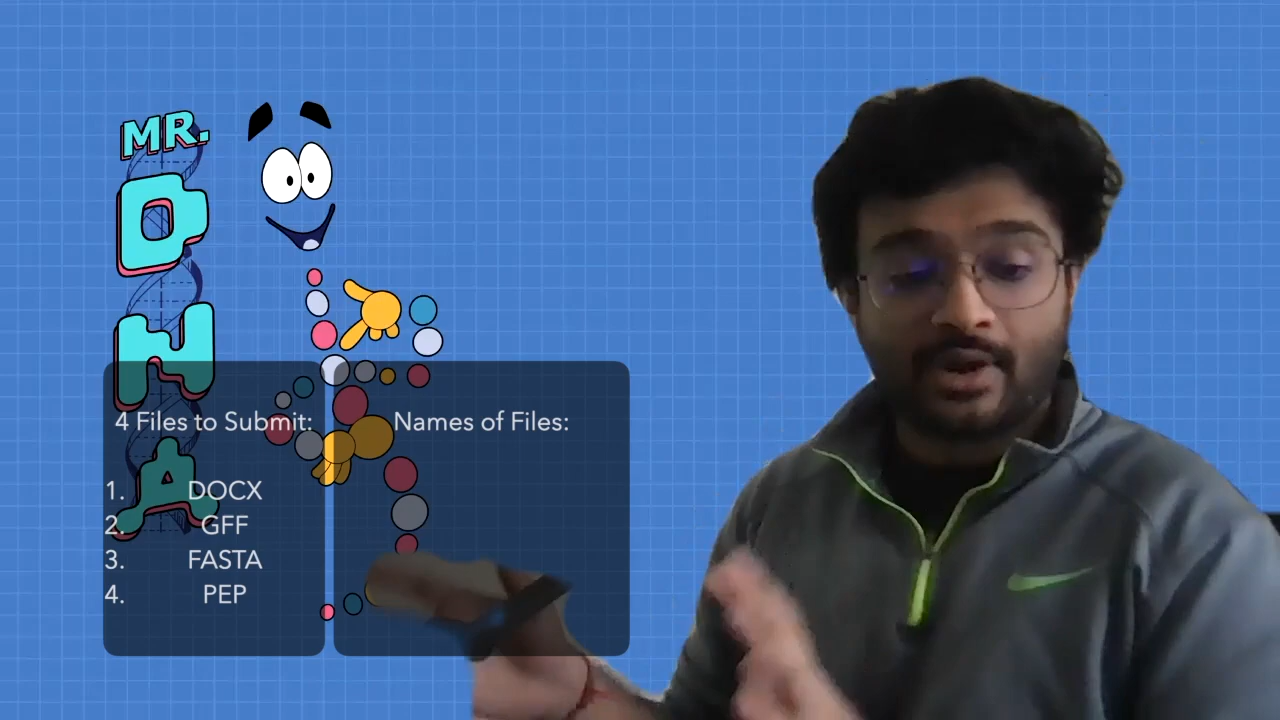 MR.
D
N
A
4 Files to Submit:
1. DOCX
2. GFF
3. FASTA
4. PEP
Names of Files: